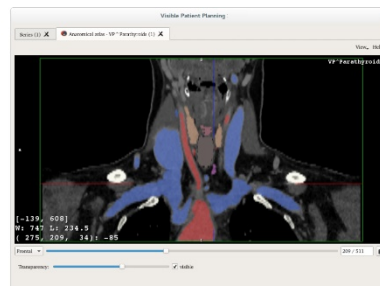 Visible Patient Planning
Series (1) ✗
Anatomical atlas - VP^Parathyroids (1) ✗
View..
VP^Parathyroid
[-139, 608]
W: 747 L: 234.5
( 275, 209, 34): -85
Frontal
209 / 511
Transparency:
visible